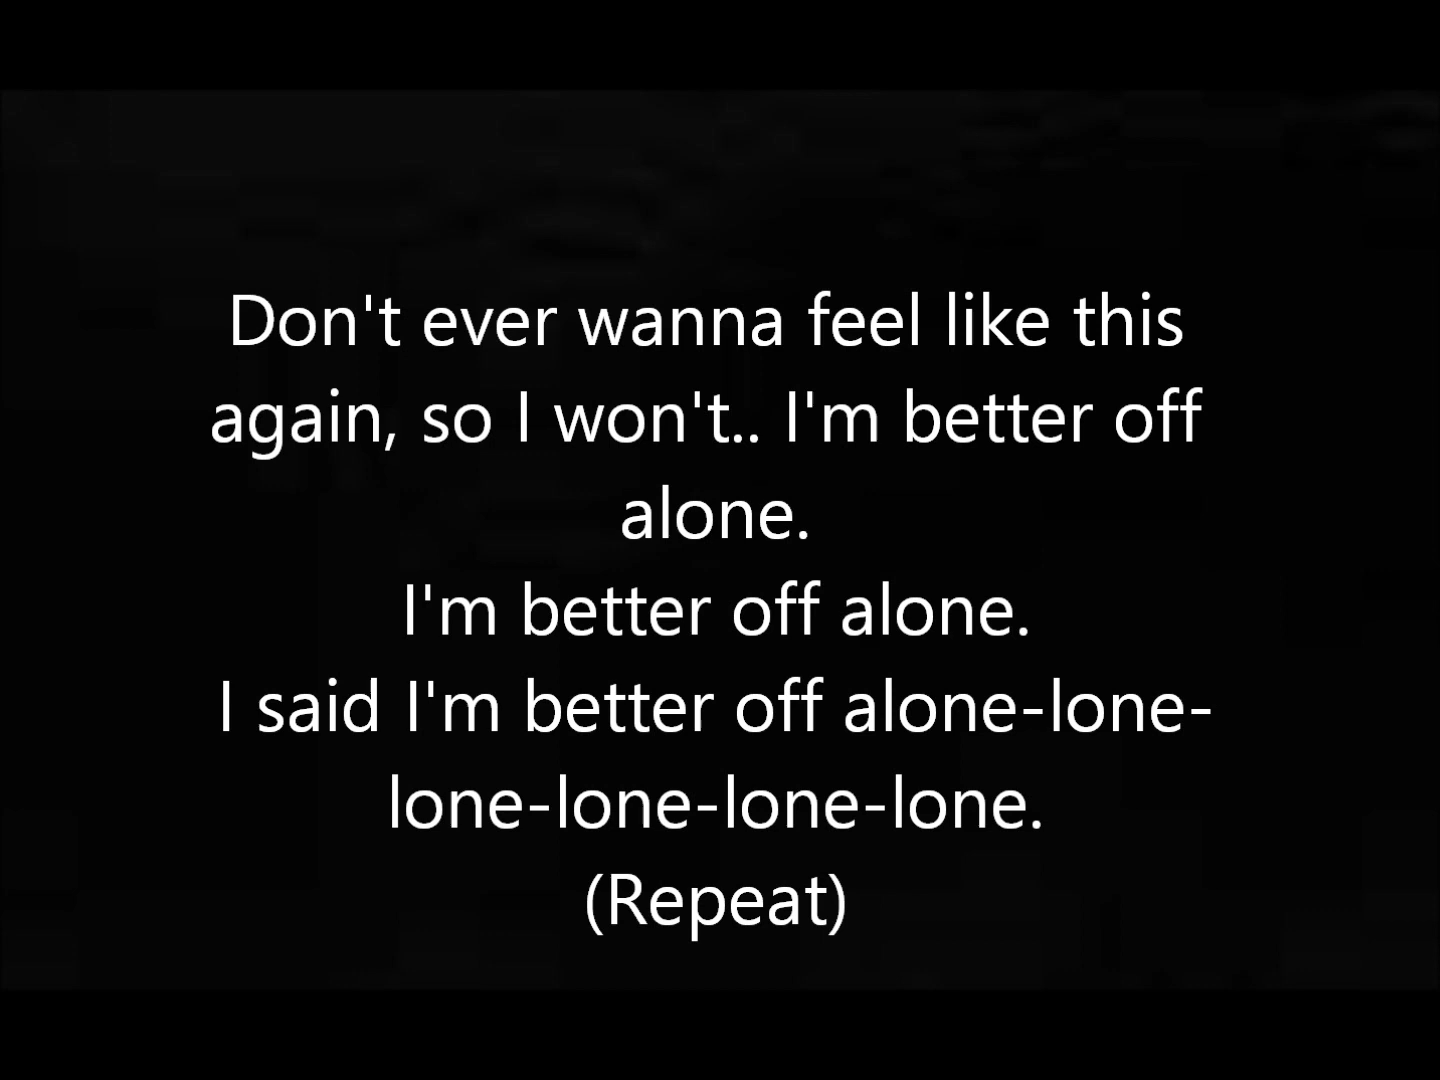 Don't ever wanna feel like this
again, so I won't.. I'm better off
alone.
I'm better off alone.
I said I'm better off alone-lone-
lone-lone-lone-lone.
(Repeat)